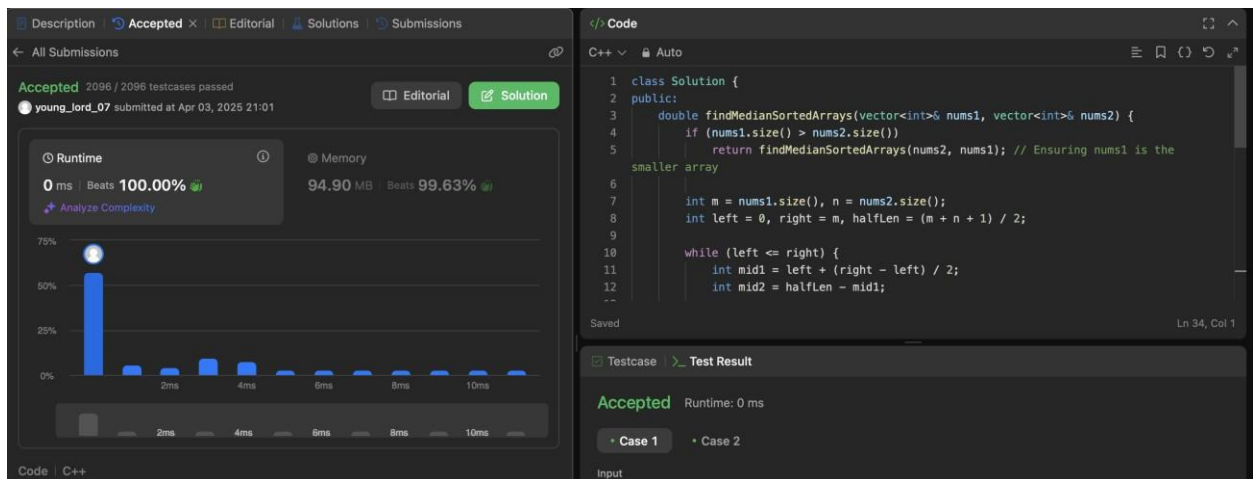 Description
Accepted
Editorial
Solutions
Submissions
← All Submissions
Accepted 2096 / 2096 testcases passed
young_lord_07 submitted at Apr 03, 2025 21:01
Editorial
Solution
Runtime
0 ms | Beats 100.00%
Analyze Complexity
Memory
94.90 MB | Beats 99.63%
75%
50%
25%
0%
2ms 4ms 6ms 8ms 10ms
2ms 4ms 6ms 8ms 10ms
Code | C++
</> Code
C++ Auto
1 class Solution {
2 public:
3 double findMedianSortedArrays(vector<int>& nums1, vector<int>& nums2) {
4 if (nums1.size() > nums2.size())
5 return findMedianSortedArrays(nums2, nums1); // Ensuring nums1 is the
smaller array
6
7 int m = nums1.size(), n = nums2.size();
8 int left = 0, right = m, halfLen = (m + n + 1) / 2;
9
10 while (left <= right) {
11 int mid1 = left + (right - left) / 2;
12 int mid2 = halfLen - mid1;
Saved
Ln 34, Col 1
Testcase | >_ Test Result
Accepted Runtime: 0 ms
• Case 1 • Case 2
Input